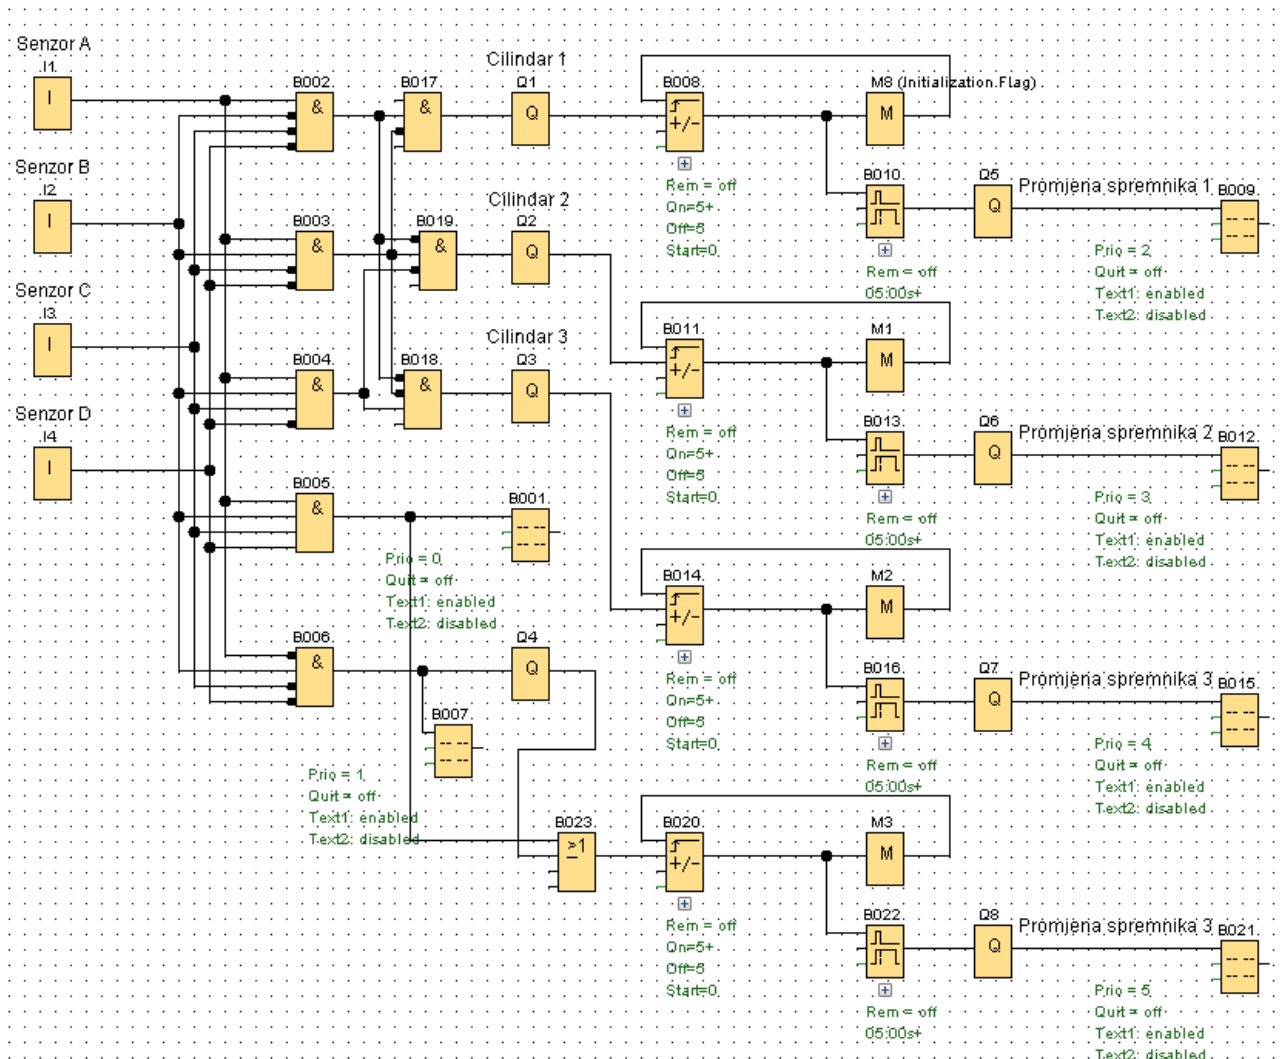 Senzor A
I1
I
Senzor B
I2
I
Senzor C
I3
I
Senzor D
I4
I
B002
&
B003
&
B004
&
B005
&
B006
&
B017
&
B019
&
B018
&
Cilindar 1
Q1
Q
Cilindar 2
Q2
Q
Cilindar 3
Q3
Q
B001
Prio = 0
Quit = off
Text1: enabled
Text2: disabled
Q4
Q
B007
Prio = 1
Quit = off
Text1: enabled
Text2: disabled
B023
>1
B008
+/-
Rem = off
On=5+
Off=5
Start=0
M8 (Initialization Flag)
M
B010
Rem = off
05:00s+
Q5
Q
Promjena spremnika 1
B009
Prio = 2
Quit = off
Text1: enabled
Text2: disabled
B011
+/-
Rem = off
On=5+
Off=5
Start=0
M1
M
B013
Rem = off
05:00s+
Q6
Q
Promjena spremnika 2
B012
Prio = 3
Quit = off
Text1: enabled
Text2: disabled
B014
+/-
Rem = off
On=5+
Off=5
Start=0
M2
M
B016
Rem = off
05:00s+
Q7
Q
Promjena spremnika 3
B015
Prio = 4
Quit = off
Text1: enabled
Text2: disabled
B020
+/-
Rem = off
On=5+
Off=5
Start=0
M3
M
B022
Rem = off
05:00s+
Q8
Q
Promjena spremnika 3
B021
Prio = 5
Quit = off
Text1: enabled
Text2: disabled